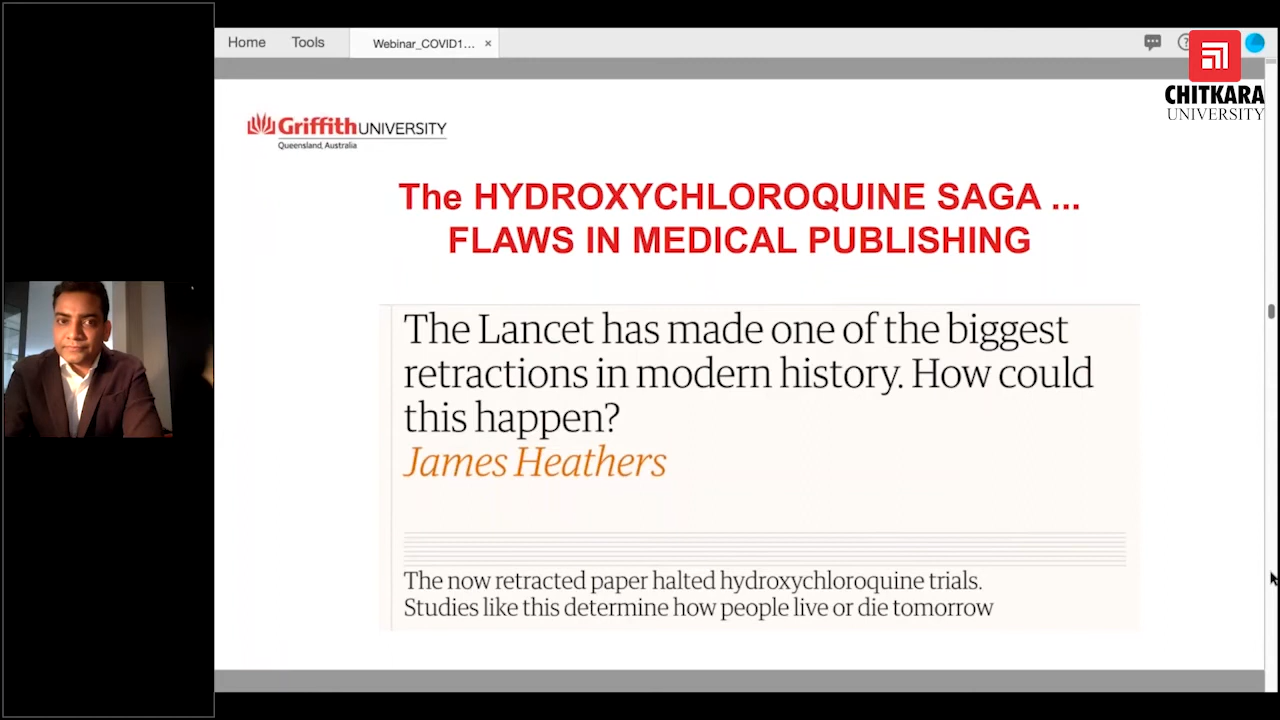 Home Tools Webinar_COVID1... ×
CHITKARA
UNIVERSITY
Griffith UNIVERSITY
Queensland, Australia
The HYDROXYCHLOROQUINE SAGA ...
FLAWS IN MEDICAL PUBLISHING
The Lancet has made one of the biggest
retractions in modern history. How could
this happen?
James Heathers
The now retracted paper halted hydroxychloroquine trials.
Studies like this determine how people live or die tomorrow